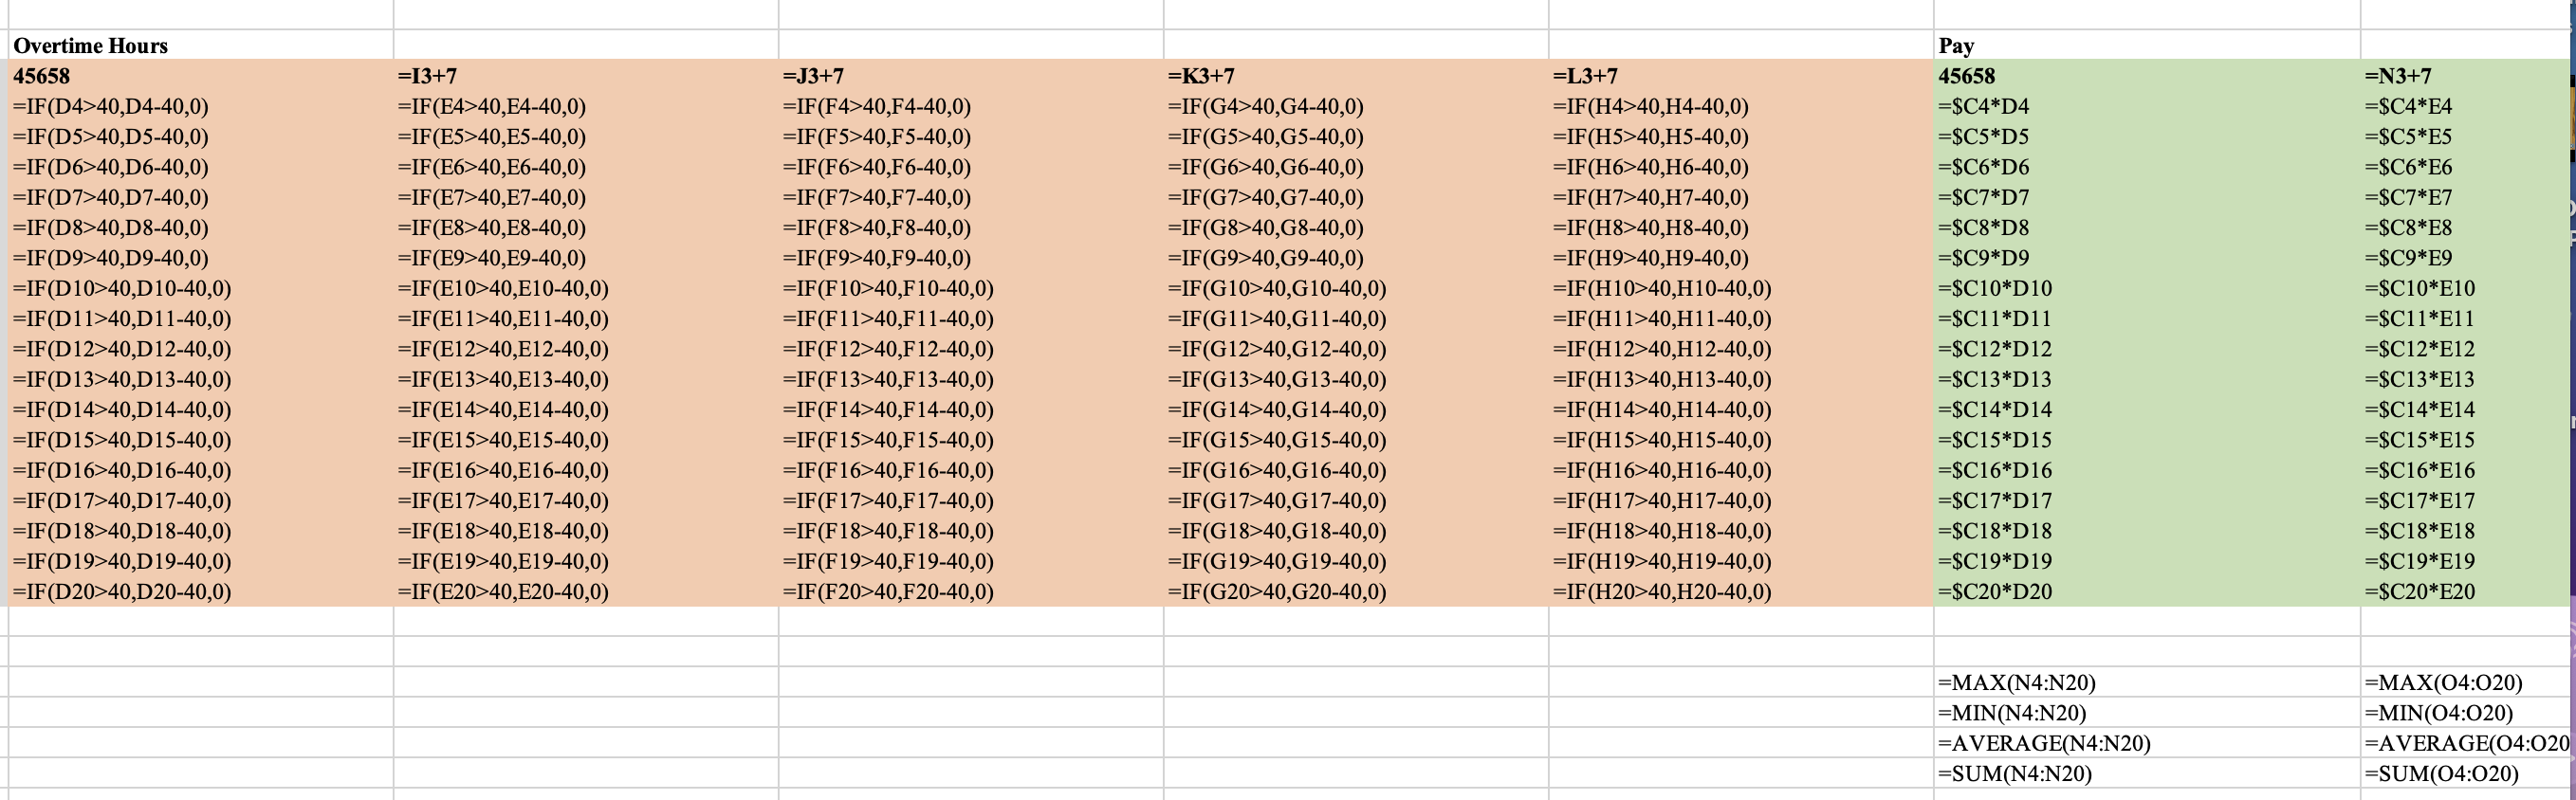 Overtime Hours Pay
45658 =I3+7 =J3+7 =K3+7 =L3+7 45658 =N3+7
=IF(D4>40,D4-40,0) =IF(E4>40,E4-40,0) =IF(F4>40,F4-40,0) =IF(G4>40,G4-40,0) =IF(H4>40,H4-40,0) =$C4*D4 =$C4*E4
=IF(D5>40,D5-40,0) =IF(E5>40,E5-40,0) =IF(F5>40,F5-40,0) =IF(G5>40,G5-40,0) =IF(H5>40,H5-40,0) =$C5*D5 =$C5*E5
=IF(D6>40,D6-40,0) =IF(E6>40,E6-40,0) =IF(F6>40,F6-40,0) =IF(G6>40,G6-40,0) =IF(H6>40,H6-40,0) =$C6*D6 =$C6*E6
=IF(D7>40,D7-40,0) =IF(E7>40,E7-40,0) =IF(F7>40,F7-40,0) =IF(G7>40,G7-40,0) =IF(H7>40,H7-40,0) =$C7*D7 =$C7*E7
=IF(D8>40,D8-40,0) =IF(E8>40,E8-40,0) =IF(F8>40,F8-40,0) =IF(G8>40,G8-40,0) =IF(H8>40,H8-40,0) =$C8*D8 =$C8*E8
=IF(D9>40,D9-40,0) =IF(E9>40,E9-40,0) =IF(F9>40,F9-40,0) =IF(G9>40,G9-40,0) =IF(H9>40,H9-40,0) =$C9*D9 =$C9*E9
=IF(D10>40,D10-40,0) =IF(E10>40,E10-40,0) =IF(F10>40,F10-40,0) =IF(G10>40,G10-40,0) =IF(H10>40,H10-40,0) =$C10*D10 =$C10*E10
=IF(D11>40,D11-40,0) =IF(E11>40,E11-40,0) =IF(F11>40,F11-40,0) =IF(G11>40,G11-40,0) =IF(H11>40,H11-40,0) =$C11*D11 =$C11*E11
=IF(D12>40,D12-40,0) =IF(E12>40,E12-40,0) =IF(F12>40,F12-40,0) =IF(G12>40,G12-40,0) =IF(H12>40,H12-40,0) =$C12*D12 =$C12*E12
=IF(D13>40,D13-40,0) =IF(E13>40,E13-40,0) =IF(F13>40,F13-40,0) =IF(G13>40,G13-40,0) =IF(H13>40,H13-40,0) =$C13*D13 =$C13*E13
=IF(D14>40,D14-40,0) =IF(E14>40,E14-40,0) =IF(F14>40,F14-40,0) =IF(G14>40,G14-40,0) =IF(H14>40,H14-40,0) =$C14*D14 =$C14*E14
=IF(D15>40,D15-40,0) =IF(E15>40,E15-40,0) =IF(F15>40,F15-40,0) =IF(G15>40,G15-40,0) =IF(H15>40,H15-40,0) =$C15*D15 =$C15*E15
=IF(D16>40,D16-40,0) =IF(E16>40,E16-40,0) =IF(F16>40,F16-40,0) =IF(G16>40,G16-40,0) =IF(H16>40,H16-40,0) =$C16*D16 =$C16*E16
=IF(D17>40,D17-40,0) =IF(E17>40,E17-40,0) =IF(F17>40,F17-40,0) =IF(G17>40,G17-40,0) =IF(H17>40,H17-40,0) =$C17*D17 =$C17*E17
=IF(D18>40,D18-40,0) =IF(E18>40,E18-40,0) =IF(F18>40,F18-40,0) =IF(G18>40,G18-40,0) =IF(H18>40,H18-40,0) =$C18*D18 =$C18*E18
=IF(D19>40,D19-40,0) =IF(E19>40,E19-40,0) =IF(F19>40,F19-40,0) =IF(G19>40,G19-40,0) =IF(H19>40,H19-40,0) =$C19*D19 =$C19*E19
=IF(D20>40,D20-40,0) =IF(E20>40,E20-40,0) =IF(F20>40,F20-40,0) =IF(G20>40,G20-40,0) =IF(H20>40,H20-40,0) =$C20*D20 =$C20*E20
=MAX(N4:N20) =MAX(O4:O20)
=MIN(N4:N20) =MIN(O4:O20)
=AVERAGE(N4:N20) =AVERAGE(O4:O20
=SUM(N4:N20) =SUM(O4:O20)